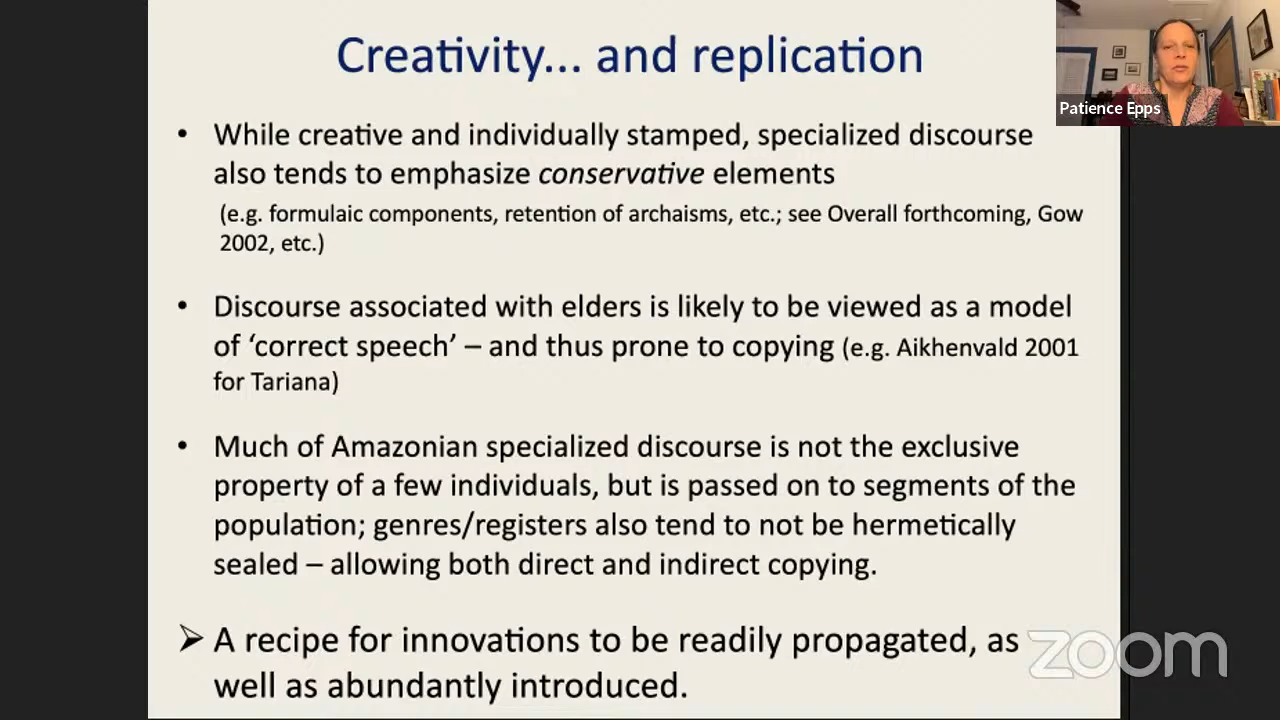 Creativity... and replication
Patience Epps
• While creative and individually stamped, specialized discourse
also tends to emphasize conservative elements
(e.g. formulaic components, retention of archaisms, etc.; see Overall forthcoming, Gow
2002, etc.)
• Discourse associated with elders is likely to be viewed as a model
of ‘correct speech’ – and thus prone to copying (e.g. Aikhenvald 2001
for Tariana)
• Much of Amazonian specialized discourse is not the exclusive
property of a few individuals, but is passed on to segments of the
population; genres/registers also tend to not be hermetically
sealed – allowing both direct and indirect copying.
➢ A recipe for innovations to be readily propagated, as
well as abundantly introduced.
zoom